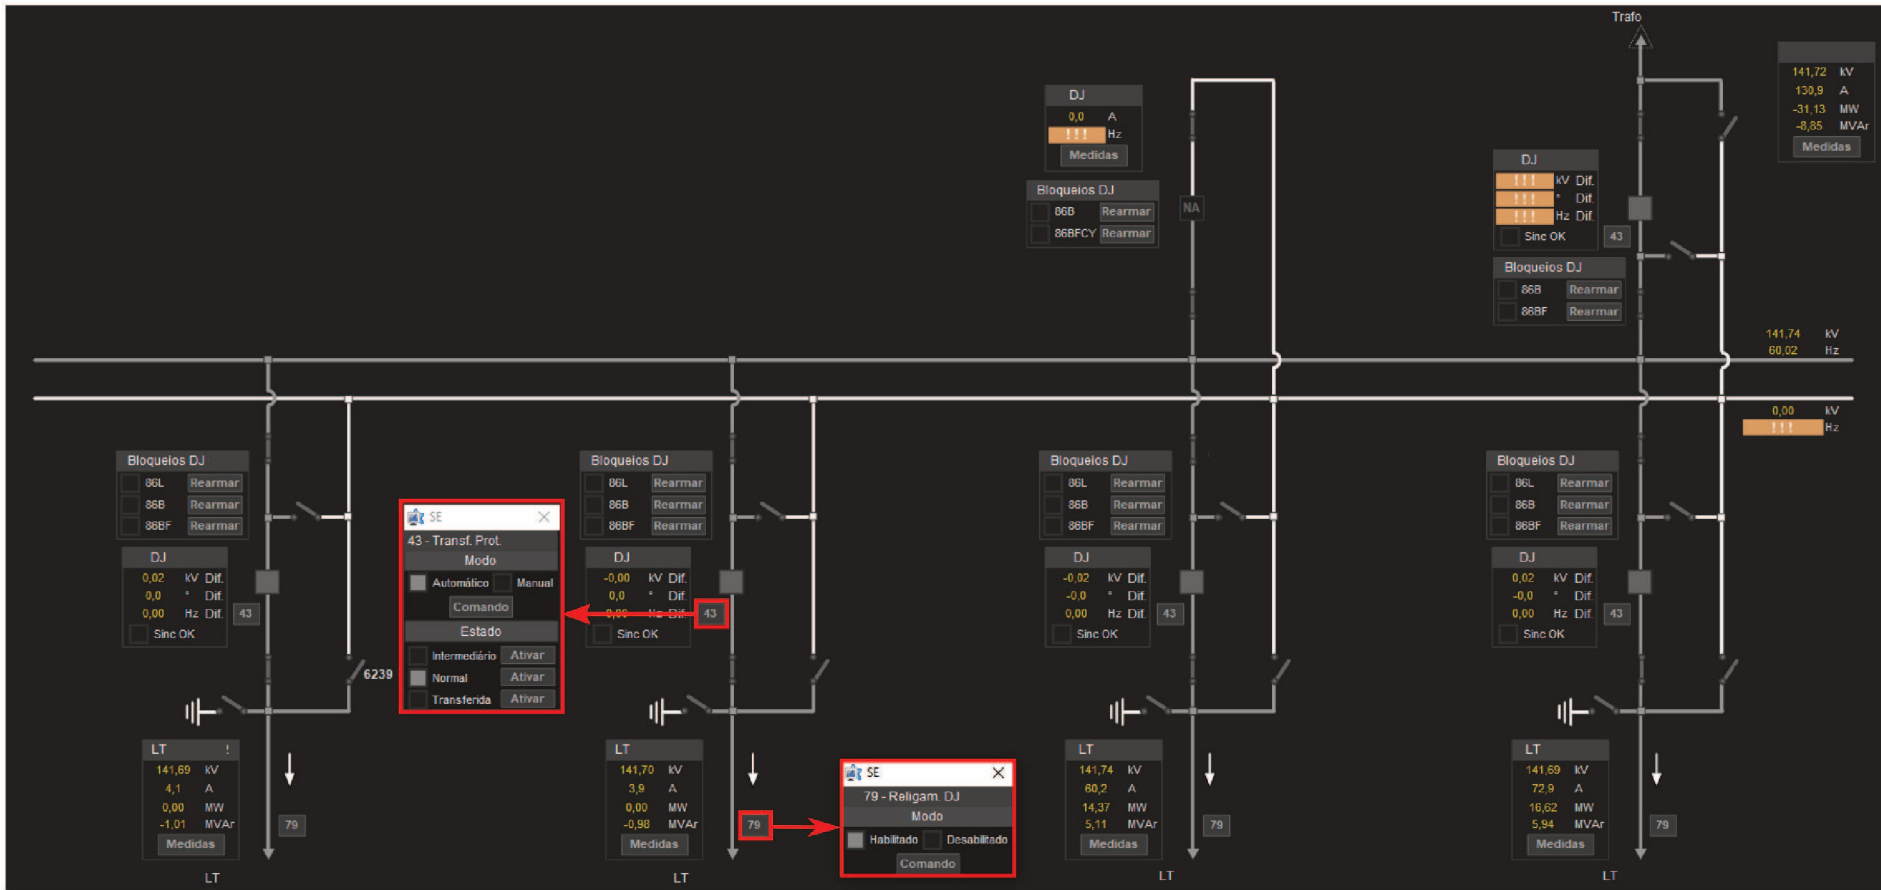 Trafo
141,72 kV
130,9 A
-31,13 MW
-8,85 MVAr
Medidas
DJ
0,0 A
!!! Hz
Medidas
Bloqueios DJ
86B Rearmar
86BFCY Rearmar
NA
DJ
!!! kV Dif.
!!! ° Dif.
!!! Hz Dif.
Sinc OK
43
Bloqueios DJ
86B Rearmar
86BF Rearmar
141,74 kV
60,02 Hz
0,00 kV
!!! Hz
Bloqueios DJ
86L Rearmar
86B Rearmar
86BF Rearmar
DJ
0,02 kV Dif.
0,0 ° Dif.
0,00 Hz Dif.
Sinc OK
43
6239
LT !
141,69 kV
4,1 A
0,00 MW
-1,01 MVAr
Medidas
79
LT
SE
43 - Transf. Prot.
Modo
Automático Manual
Comando
Estado
Intermediário Ativar
Normal Ativar
Transferida Ativar
Bloqueios DJ
86L Rearmar
86B Rearmar
86BF Rearmar
DJ
-0,00 kV Dif.
0,0 ° Dif.
0,00 Hz Dif.
Sinc OK
43
LT
141,70 kV
3,9 A
0,00 MW
-0,98 MVAr
Medidas
79
LT
SE
79 - Religam. DJ
Modo
Habilitado Desabilitado
Comando
Bloqueios DJ
86L Rearmar
86B Rearmar
86BF Rearmar
DJ
-0,02 kV Dif.
-0,0 ° Dif.
0,00 Hz Dif.
Sinc OK
43
LT
141,74 kV
60,2 A
14,37 MW
5,11 MVAr
Medidas
79
LT
Bloqueios DJ
86L Rearmar
86B Rearmar
86BF Rearmar
DJ
0,02 kV Dif.
-0,0 ° Dif.
0,00 Hz Dif.
Sinc OK
43
LT
141,69 kV
72,9 A
16,62 MW
5,94 MVAr
Medidas
79
LT